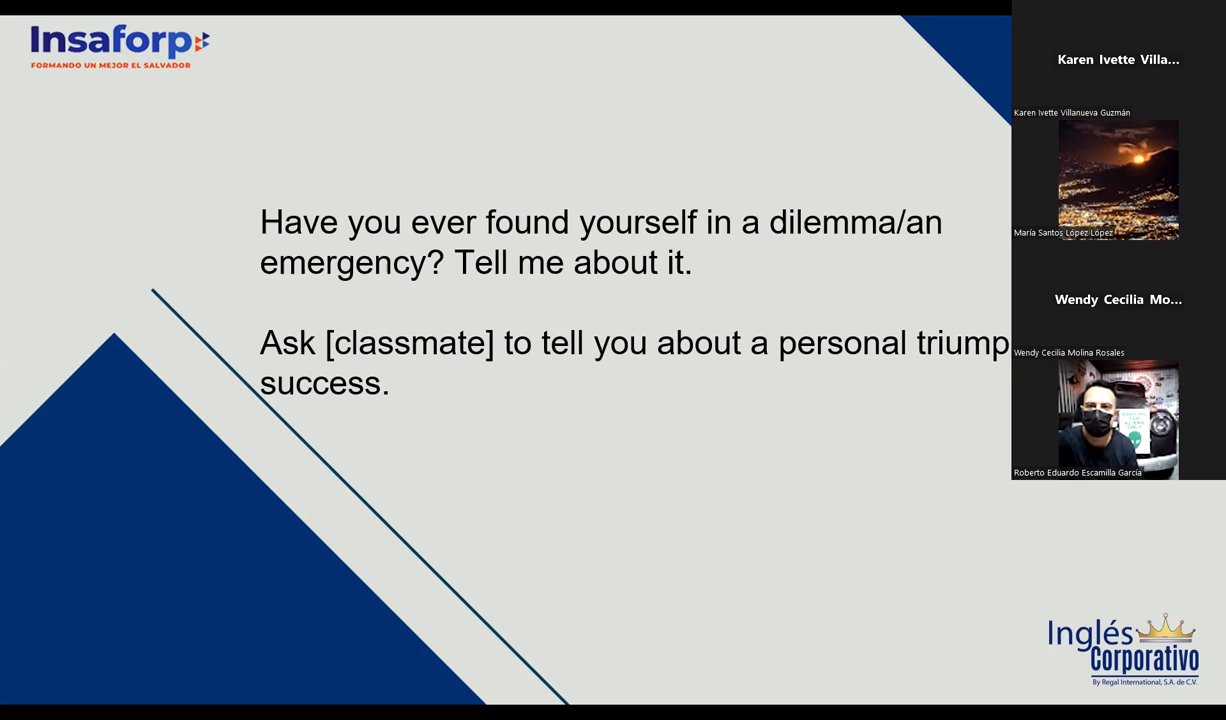 Insaforp
FORMANDO UN MEJOR EL SALVADOR
Have you ever found yourself in a dilemma/an
emergency? Tell me about it.
Ask [classmate] to tell you about a personal triump
success.
Karen Ivette Villa...
Karen Ivette Villanueva Guzmán
María Santos López López
Wendy Cecilia Mo...
Wendy Cecilia Molina Rosales
Roberto Eduardo Escamilla García
Inglés
Corporativo
By Regal International, S.A. de C.V.